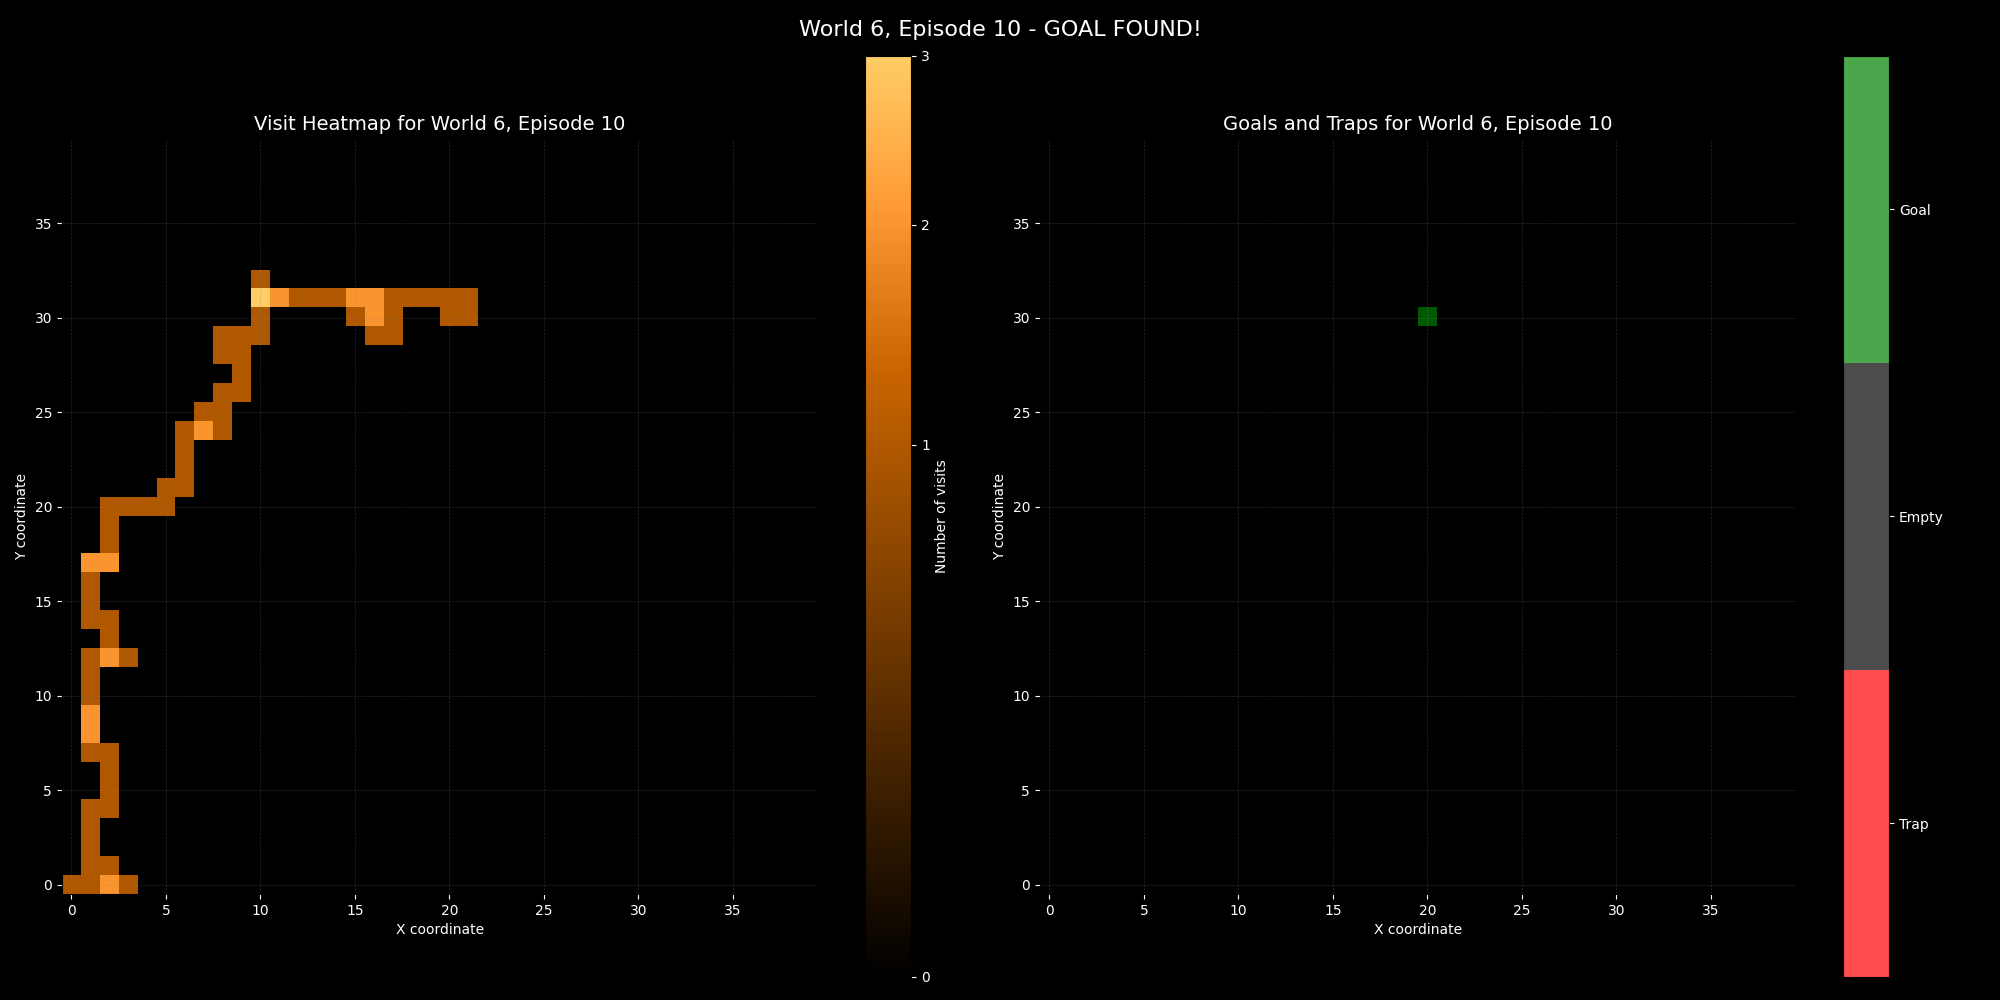 World 6, Episode 10 - GOAL FOUND!
Visit Heatmap for World 6, Episode 10
35
30
25
20
15
10
5
0
Y coordinate
0 5 10 15 20 25 30 35
X coordinate
3
2
1
0
Number of visits
Goals and Traps for World 6, Episode 10
35
30
25
20
15
10
5
0
Y coordinate
0 5 10 15 20 25 30 35
X coordinate
Goal
Empty
Trap